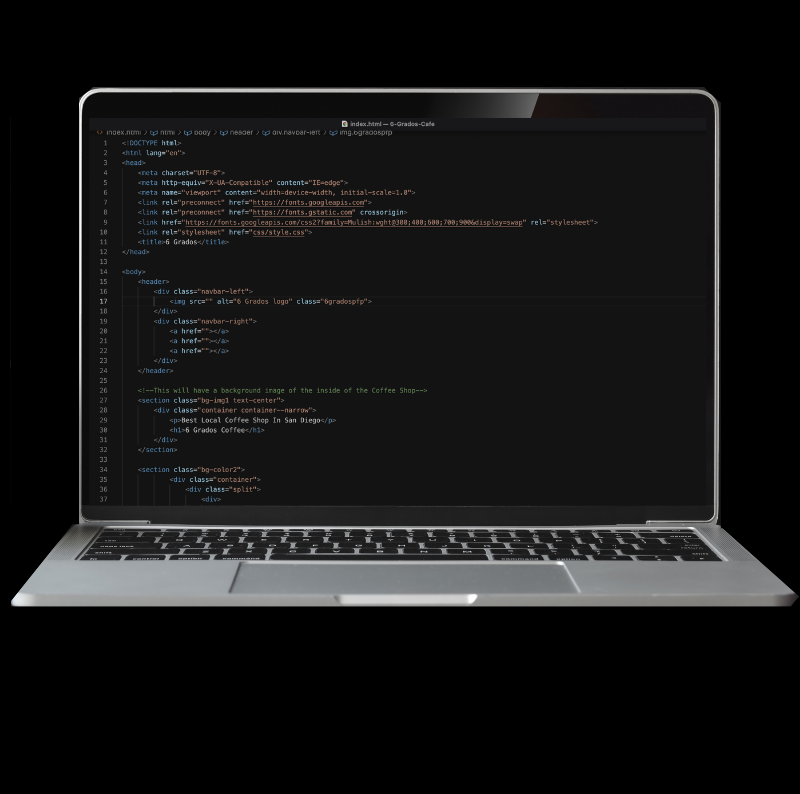 index.html — 6-Grados-Cafe
index.html > html > body > header > div.navbar-left > img.6gradospfp
1 <!DOCTYPE html>
2 <html lang="en">
3 <head>
4 <meta charset="UTF-8">
5 <meta http-equiv="X-UA-Compatible" content="IE=edge">
6 <meta name="viewport" content="width=device-width, initial-scale=1.0">
7 <link rel="preconnect" href="https://fonts.googleapis.com">
8 <link rel="preconnect" href="https://fonts.gstatic.com" crossorigin>
9 <link href="https://fonts.googleapis.com/css2?family=Mulish:wght@300;400;600;700;900&display=swap" rel="stylesheet">
10 <link rel="stylesheet" href="css/style.css">
11 <title>6 Grados</title>
12 </head>
13
14 <body>
15 <header>
16 <div class="navbar-left">
17 <img src="" alt="6 Grados logo" class="6gradospfp">
18 </div>
19 <div class="navbar-right">
20 <a href=""></a>
21 <a href=""></a>
22 <a href=""></a>
23 </div>
24 </header>
25
26 <!--This will have a background image of the inside of the Coffee Shop-->
27 <section class="bg-img1 text-center">
28 <div class="container container--narrow">
29 <p>Best Local Coffee Shop In San Diego</p>
30 <h1>6 Grados Coffee</h1>
31 </div>
32 </section>
33
34 <section class="bg-color2">
35 <div class="container">
36 <div class="split">
37 <div>